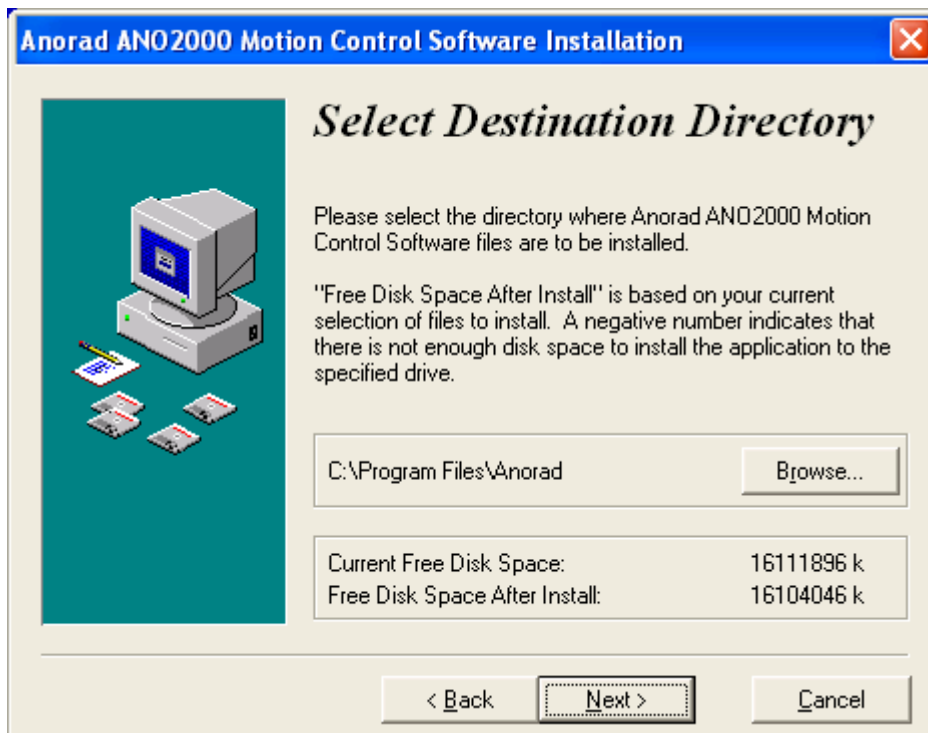 Anorad ANO2000 Motion Control Software Installation
Select Destination Directory
Please select the directory where Anorad ANO2000 Motion
Control Software files are to be installed.
"Free Disk Space After Install" is based on your current
selection of files to install.  A negative number indicates that
there is not enough disk space to install the application to the
specified drive.
C:\Program Files\Anorad
Browse...
Current Free Disk Space: 16111896 k
Free Disk Space After Install: 16104046 k
< Back
Next >
Cancel